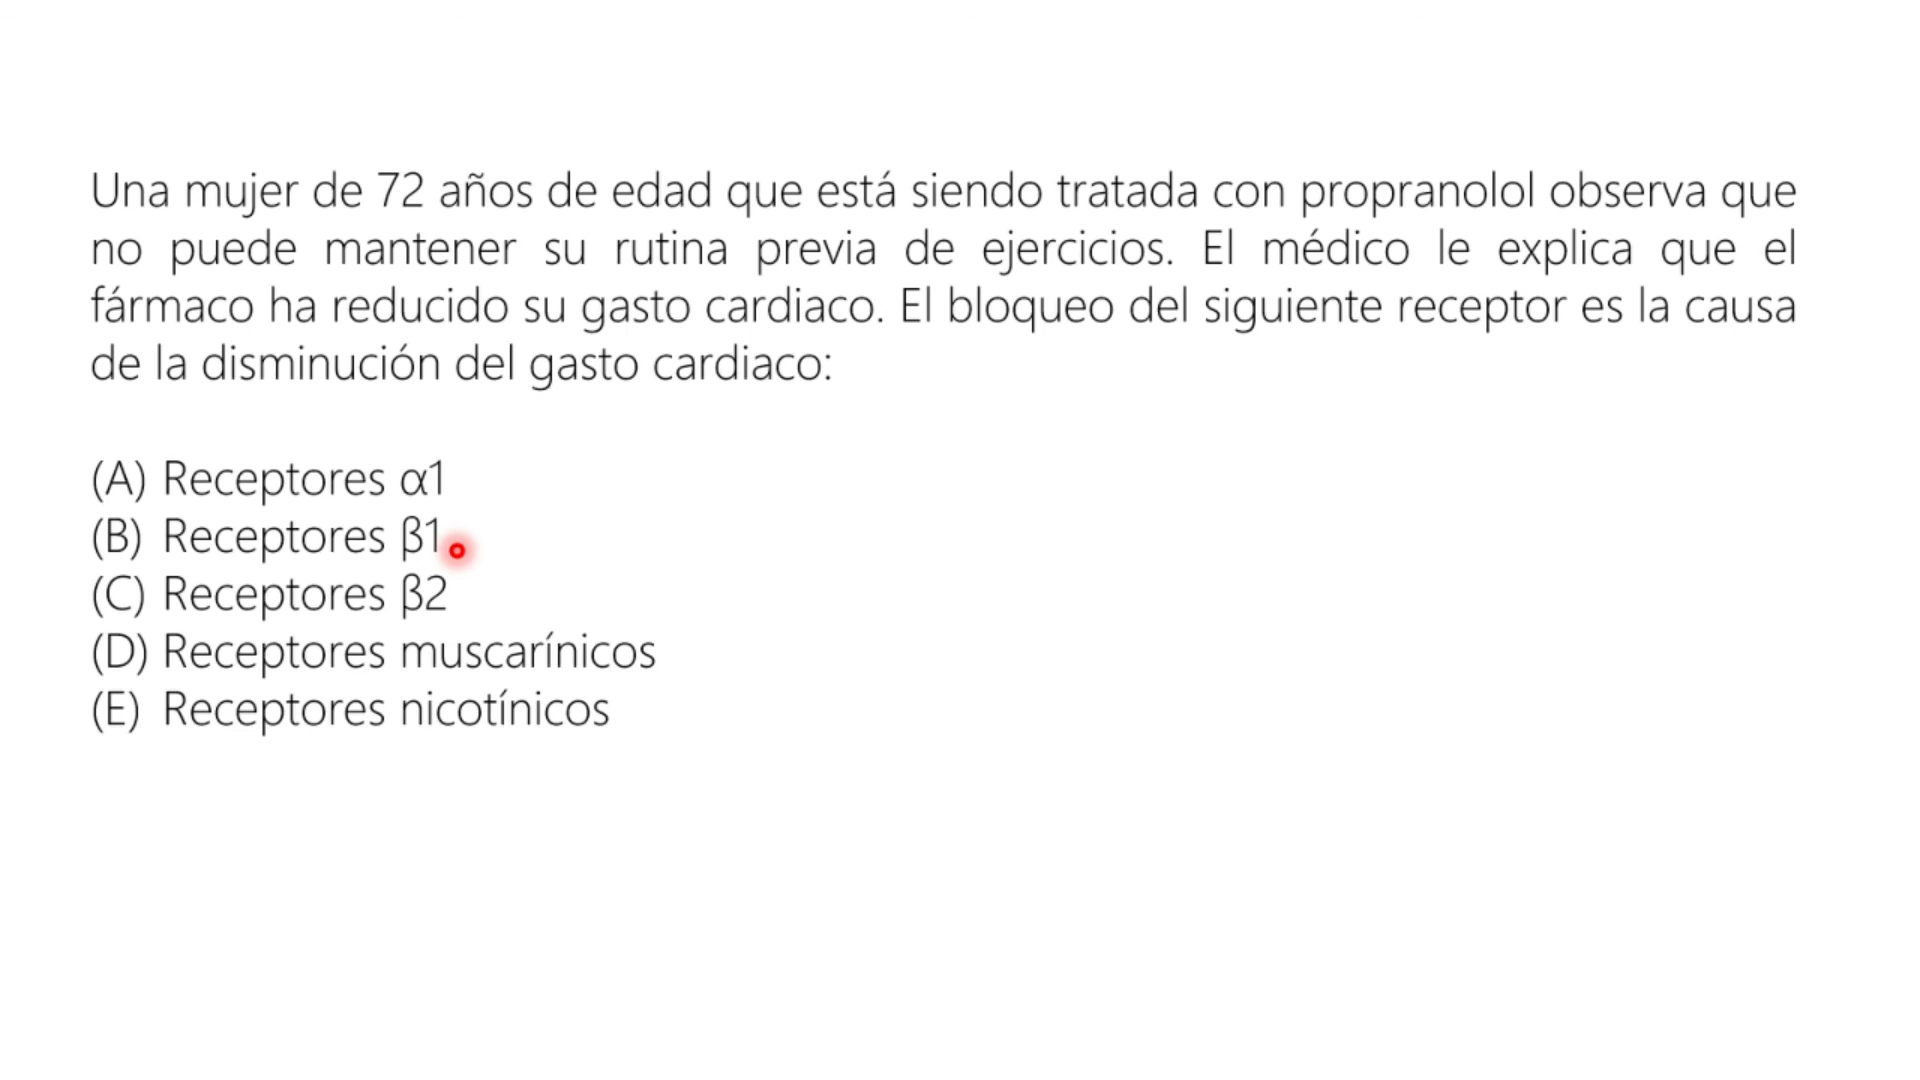 Una mujer de 72 años de edad que está siendo tratada con propranolol observa que
no puede mantener su rutina previa de ejercicios. El médico le explica que el
fármaco ha reducido su gasto cardiaco. El bloqueo del siguiente receptor es la causa
de la disminución del gasto cardiaco:
(A) Receptores α1
(B) Receptores β1
(C) Receptores β2
(D) Receptores muscarínicos
(E) Receptores nicotínicos